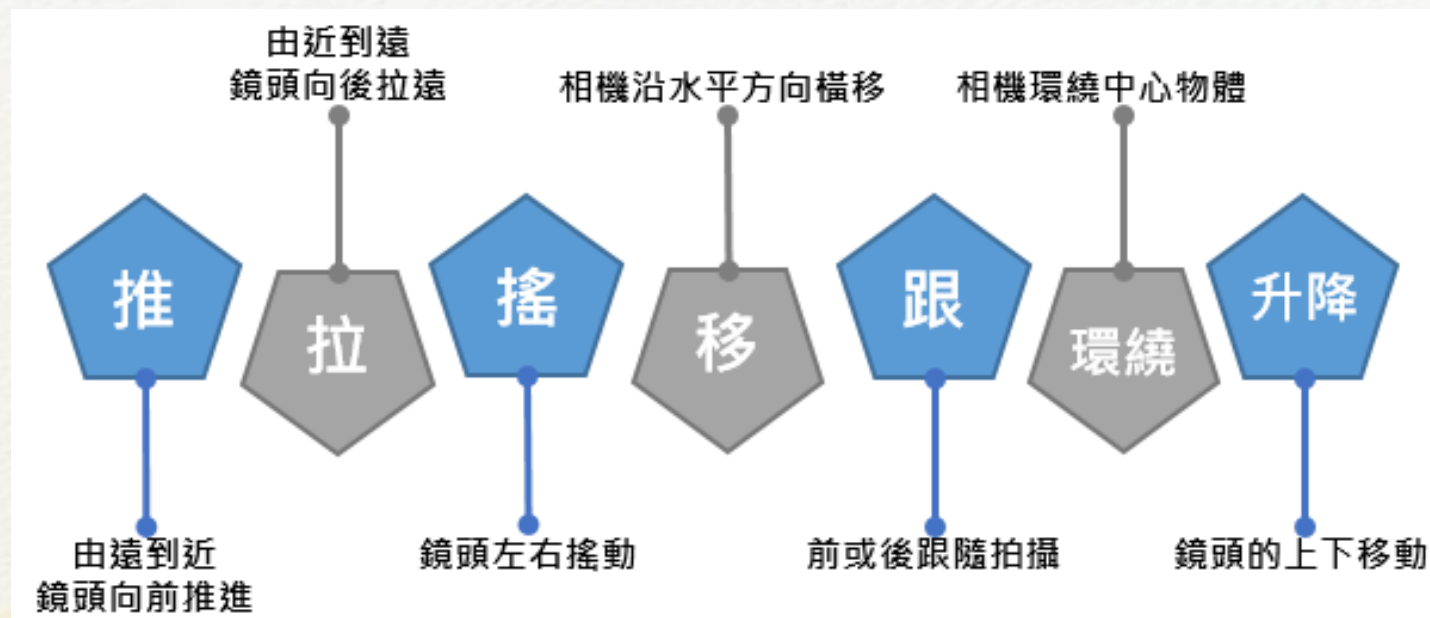 由近到遠
鏡頭向後拉遠
相機沿水平方向橫移
相機環繞中心物體
推
拉
搖
移
跟
環繞
升降
由遠到近
鏡頭向前推進
鏡頭左右搖動
前或後跟隨拍攝
鏡頭的上下移動